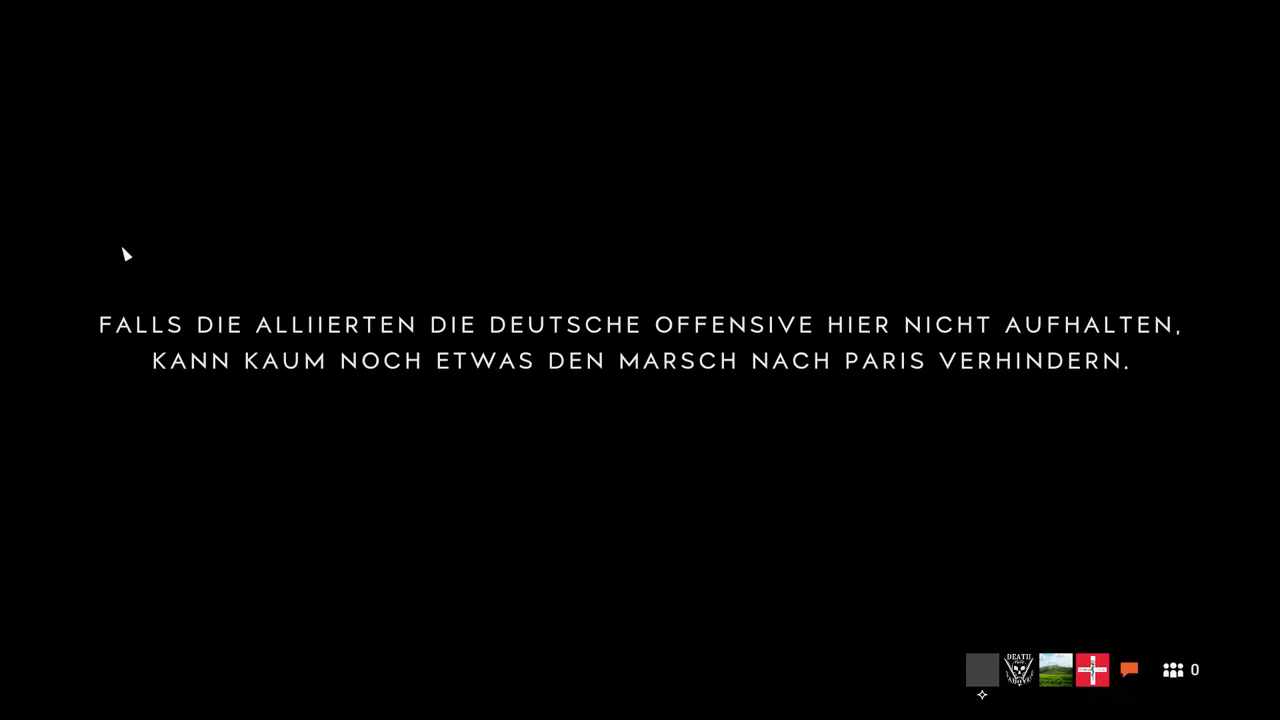 FALLS DIE ALLIIERTEN DIE DEUTSCHE OFFENSIVE HIER NICHT AUFHALTEN,
KANN KAUM NOCH ETWAS DEN MARSCH NACH PARIS VERHINDERN.
DEATH
0